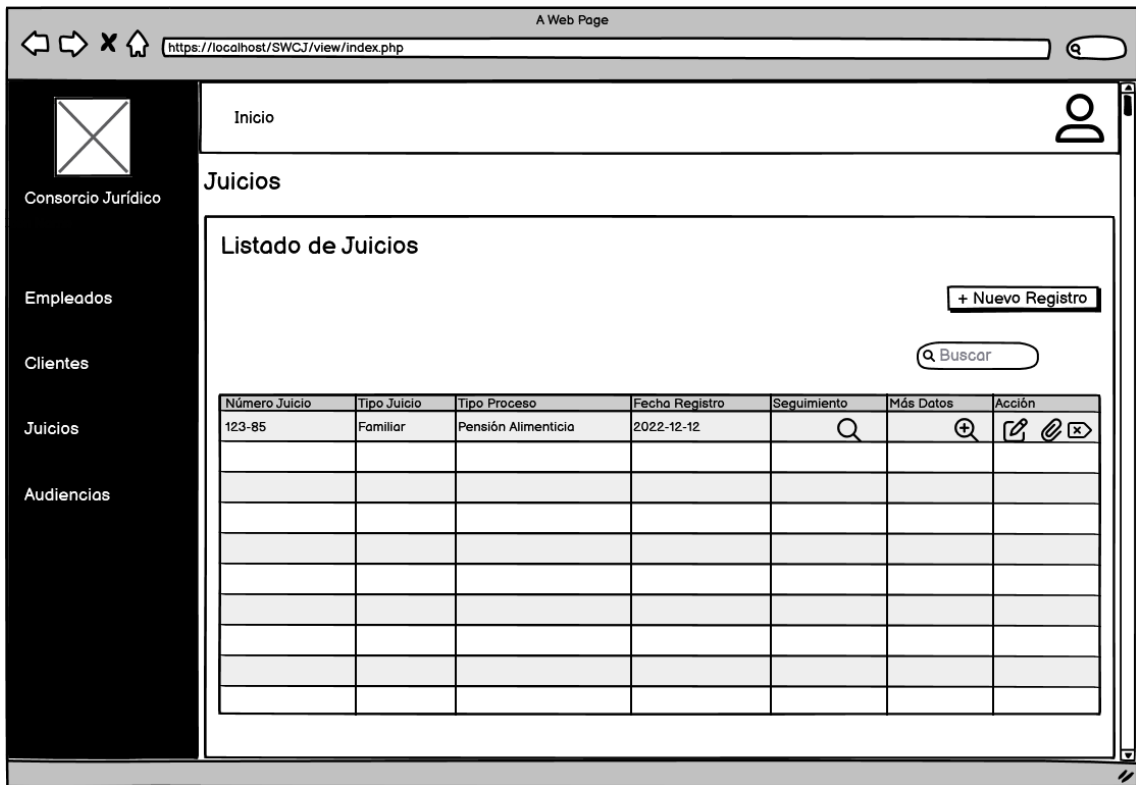 A Web Page
https://localhost/SWCJ/view/index.php
Consorcio Jurídico
Empleados
Clientes
Juicios
Audiencias
Inicio
Juicios
Listado de Juicios
+ Nuevo Registro
Buscar
Número Juicio Tipo Juicio Tipo Proceso Fecha Registro Seguimiento Más Datos Acción
123-85 Familiar Pensión Alimenticia 2022-12-12